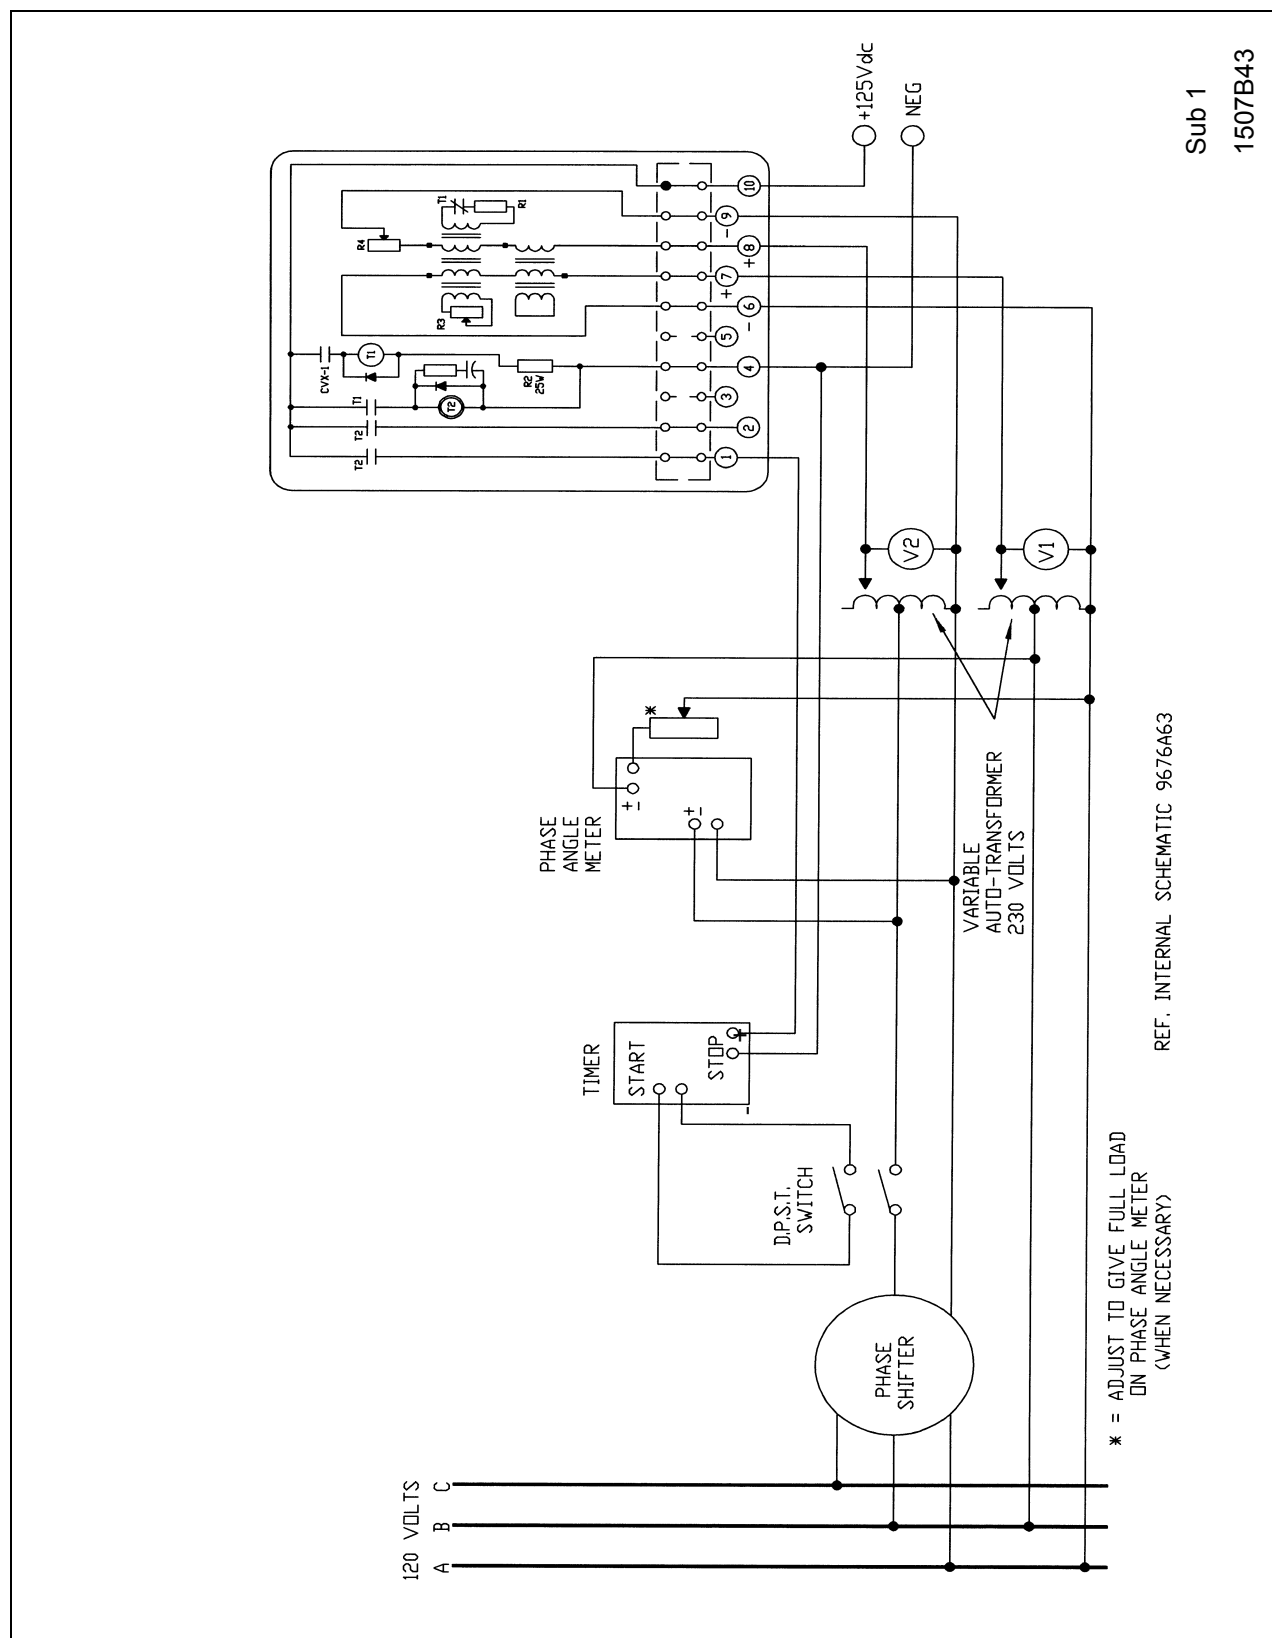 Sub 1
1507B43
+125Vdc
NEG
10
9
-
8
+
7
+
6
-
5
4
3
2
1
T1
R1
R4
R3
CVX-1
T1
R2
25W
T1
T2
T2
T2
V2
V1
*
PHASE
ANGLE
METER
+
-
+
-
VARIABLE
AUTO-TRANSFORMER
230 VOLTS
TIMER
START
STOP
+
-
D.P.S.T.
SWITCH
PHASE
SHIFTER
120 VOLTS
A
B
C
* = ADJUST TO GIVE FULL LOAD
ON PHASE ANGLE METER
(WHEN NECESSARY)
REF. INTERNAL SCHEMATIC 9676A63